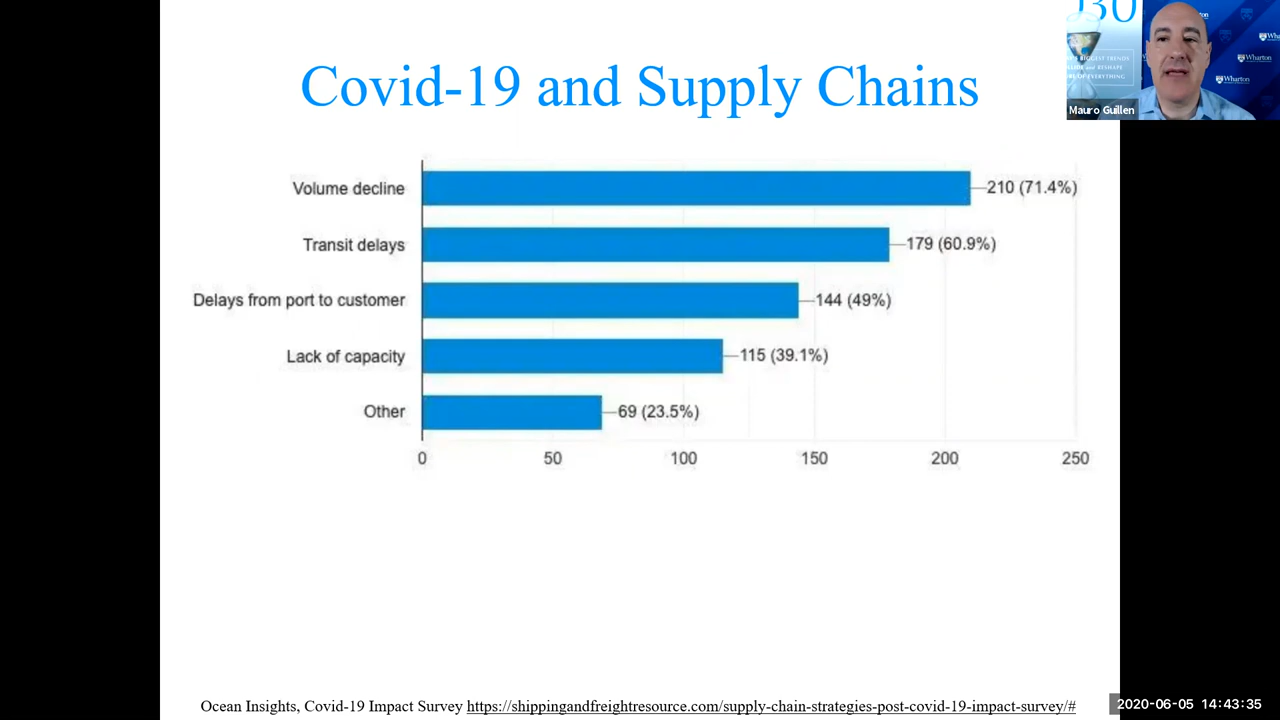 Covid-19 and Supply Chains
Volume decline
210 (71.4%)
Transit delays
179 (60.9%)
Delays from port to customer
144 (49%)
Lack of capacity
115 (39.1%)
Other
69 (23.5%)
0 50 100 150 200 250
Ocean Insights, Covid-19 Impact Survey https://shippingandfreightresource.com/supply-chain-strategies-post-covid-19-impact-survey/#
Mauro Guillen
Wharton
Wharton
Wharton
2020-06-05 14:43:35